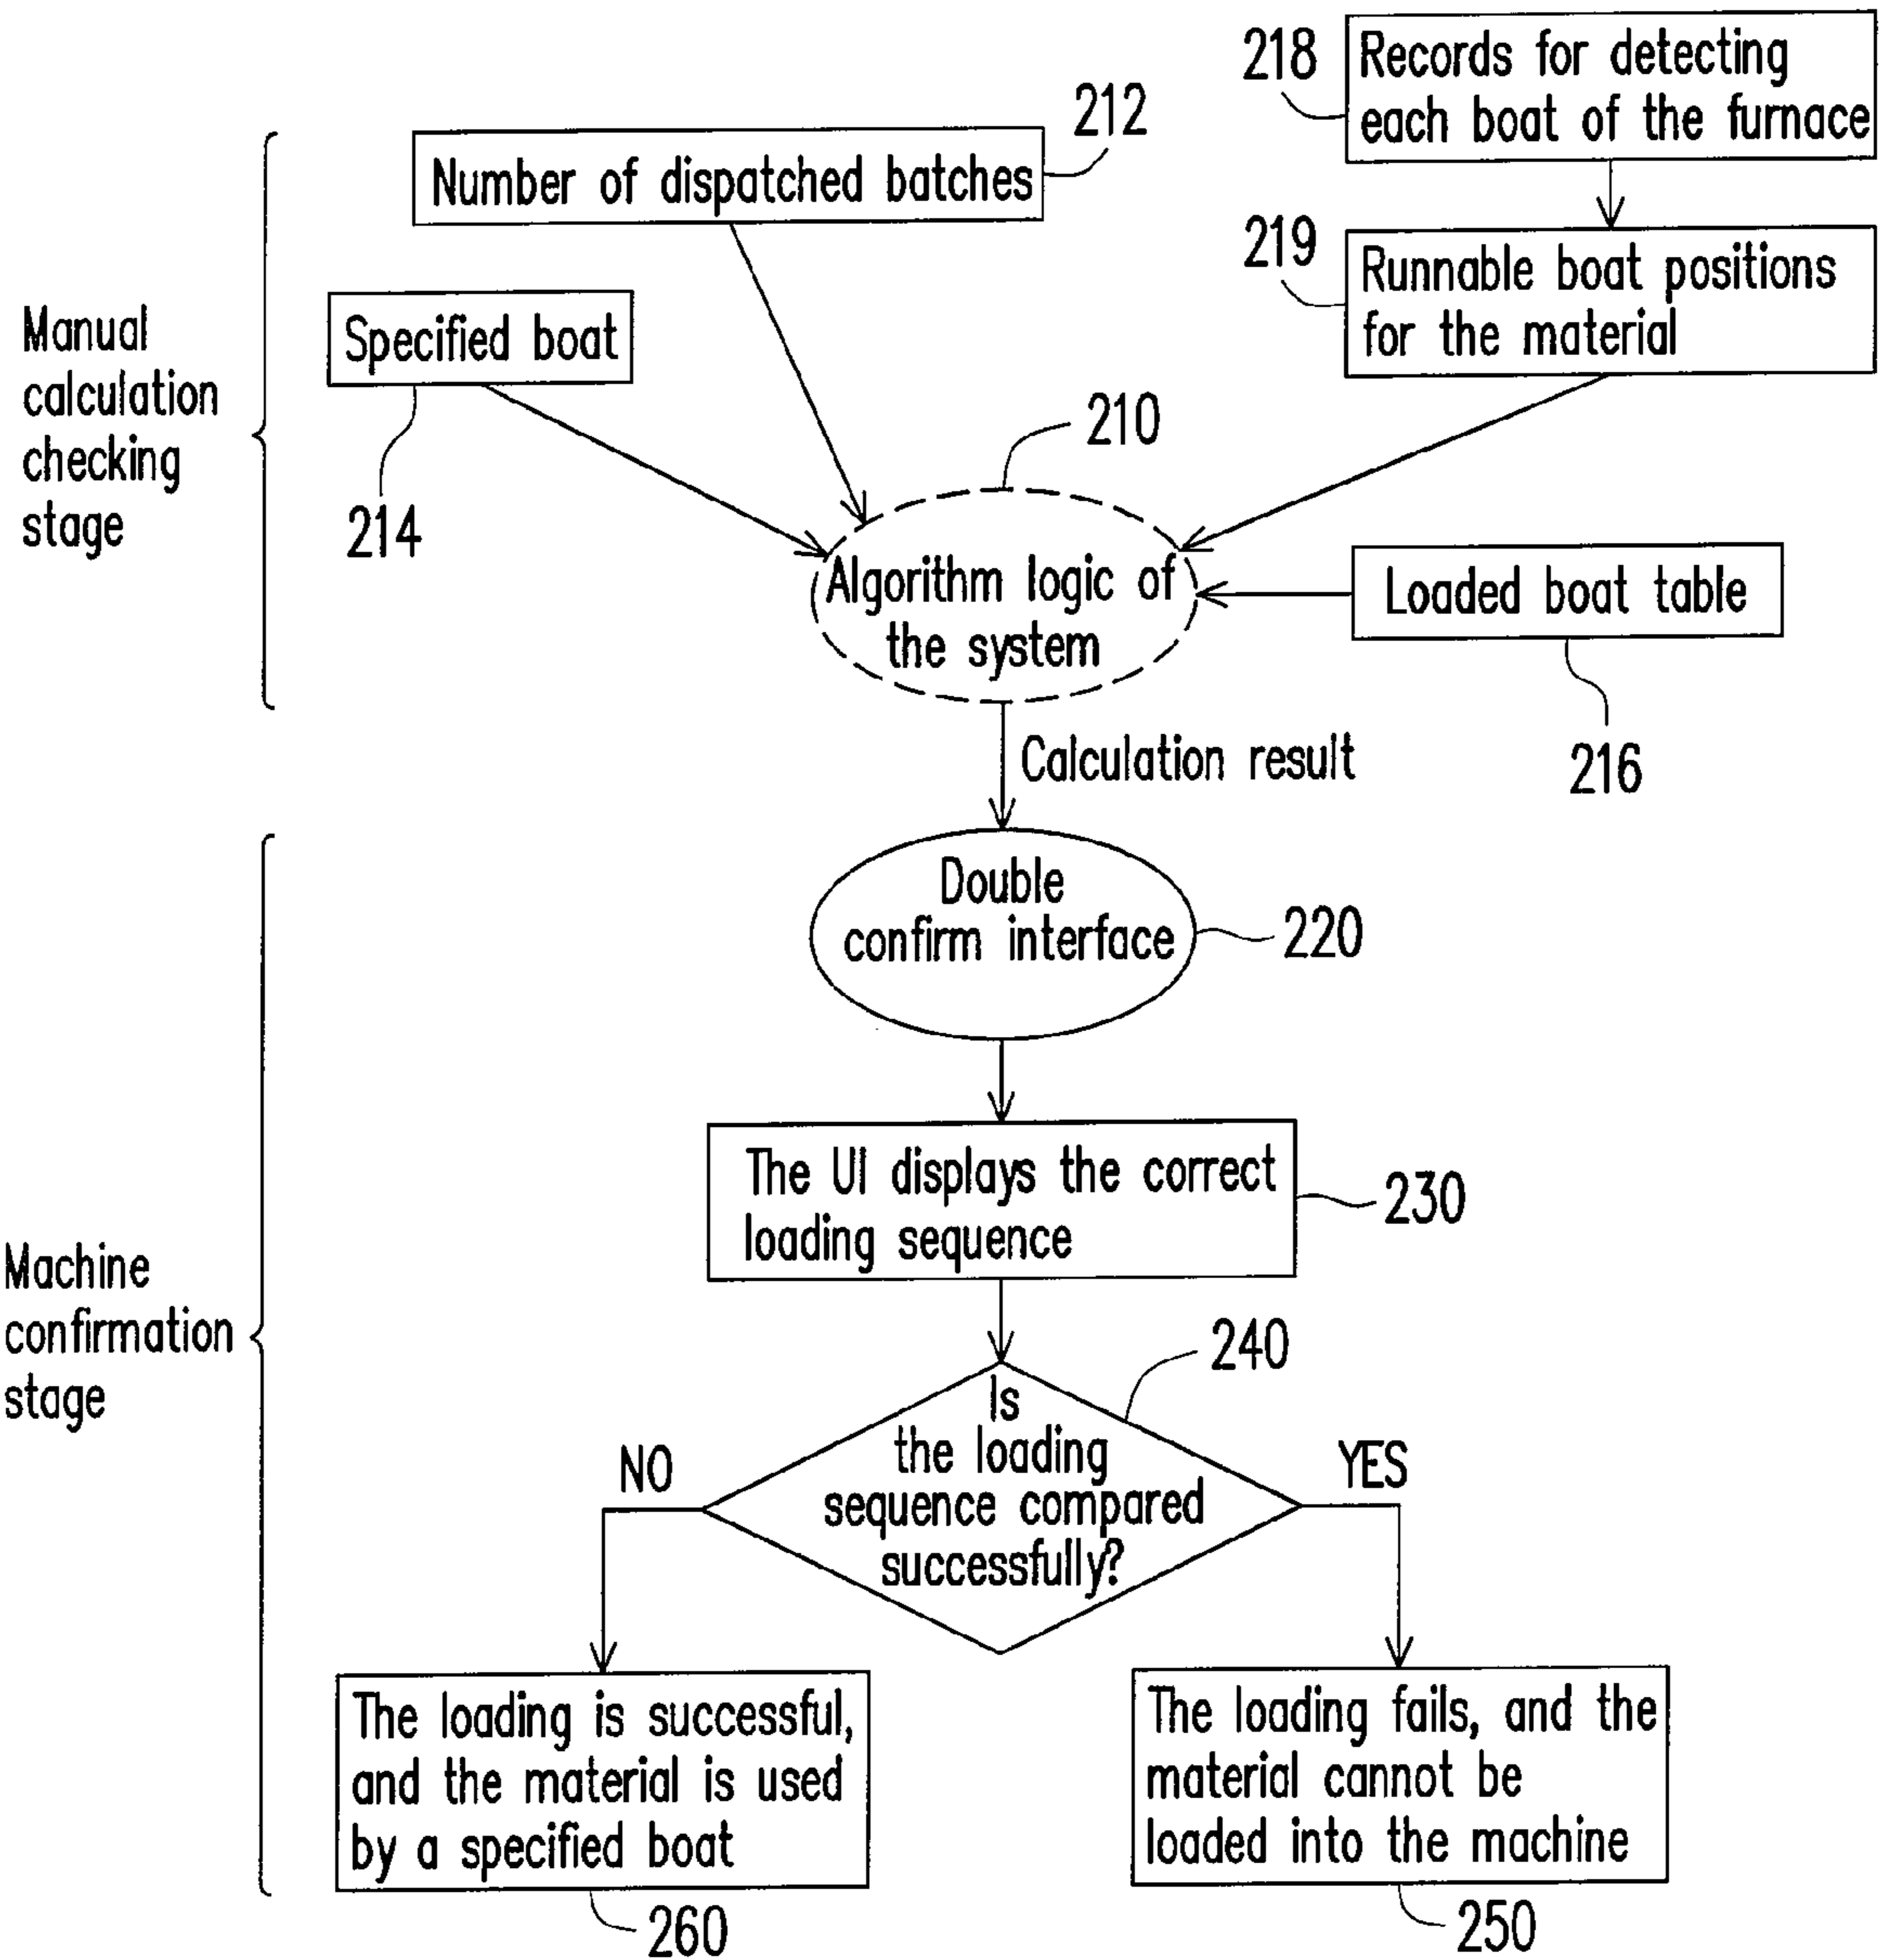 218
Records for detecting
each boat of the furnace
212
Number of dispatched batches
219
Runnable boat positions
for the material
Manual
calculation
checking
stage
Specified boat
214
210
Algorithm logic of
the system
Loaded boat table
216
Calculation result
Double
confirm interface
220
The UI displays the correct
loading sequence
230
Machine
confirmation
stage
240
Is
the loading
sequence compared
successfully?
NO
YES
The loading is successful,
and the material is used
by a specified boat
260
The loading fails, and the
material cannot be
loaded into the machine
250